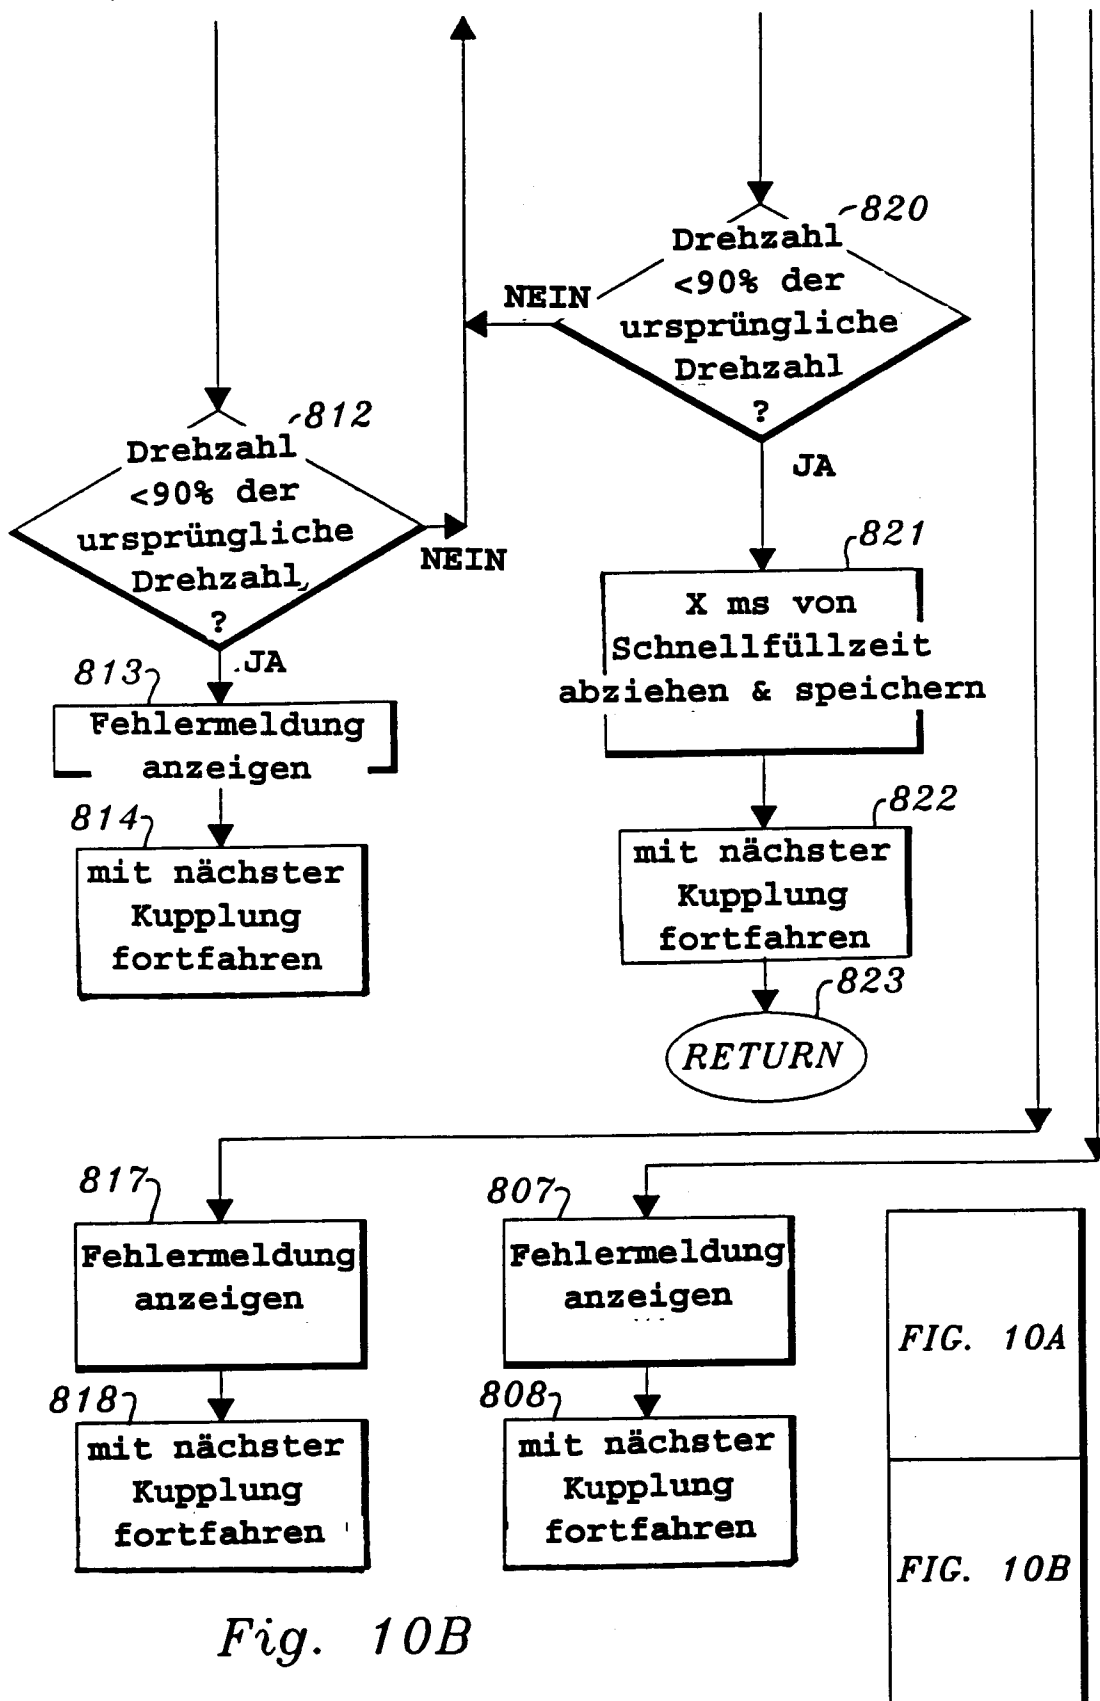 820
Drehzahl
<90% der
ursprüngliche
Drehzahl
?
NEIN
JA
812
Drehzahl
<90% der
ursprüngliche
Drehzahl
?
NEIN
JA
813
Fehlermeldung
anzeigen
814
mit nächster
Kupplung
fortfahren
821
X ms von
Schnellfüllzeit
abziehen & speichern
822
mit nächster
Kupplung
fortfahren
823
RETURN
817
Fehlermeldung
anzeigen
818
mit nächster
Kupplung
fortfahren
807
Fehlermeldung
anzeigen
808
mit nächster
Kupplung
fortfahren
FIG. 10A
FIG. 10B
Fig. 10B